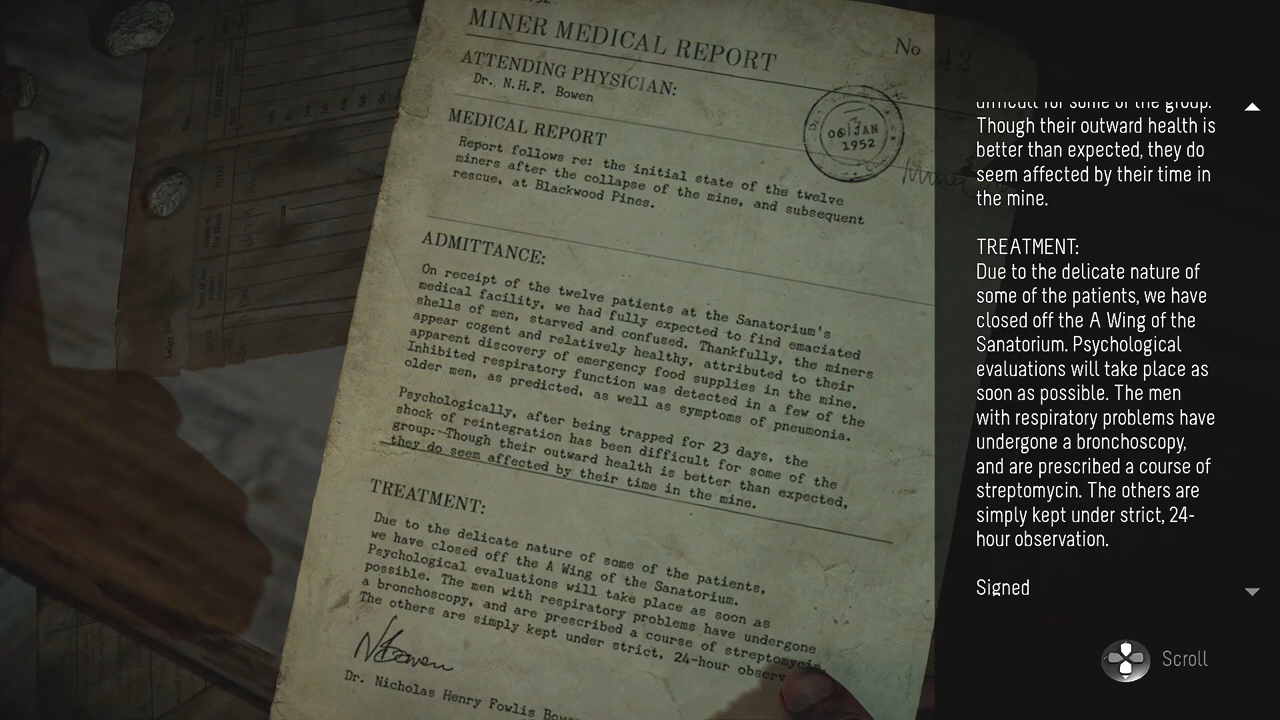 MINER MEDICAL REPORT
No 42
ATTENDING PHYSICIAN:
Dr. N.H.F. Bowen
06 JAN
1952
MEDICAL REPORT
Report follows re: the initial state of the twelve
miners after the collapse of the mine, and subsequent
rescue, at Blackwood Pines.
ADMITTANCE:
On receipt of the twelve patients at the Sanatorium's
medical facility, we had fully expected to find emaciated
shells of men, starved and confused. Thankfully, the miners
appear cogent and relatively healthy, attributed to their
apparent discovery of emergency food supplies in the mine.
Inhibited respiratory function was detected in a few of the
older men, as predicted, as well as symptoms of pneumonia.
Psychologically, after being trapped for 23 days, the
shock of reintegration has been difficult for some of the
group. Though their outward health is better than expected,
they do seem affected by their time in the mine.
TREATMENT:
Due to the delicate nature of some of the patients,
we have closed off the A Wing of the Sanatorium.
Psychological evaluations will take place as soon as
possible. The men with respiratory problems have undergone
a bronchoscopy, and are prescribed a course of streptomycin.
The others are simply kept under strict, 24-hour observ
NBowen
Dr. Nicholas Henry Fowlis Bowe
difficult for some of the group.
Though their outward health is
better than expected, they do
seem affected by their time in
the mine.
TREATMENT:
Due to the delicate nature of
some of the patients, we have
closed off the A Wing of the
Sanatorium. Psychological
evaluations will take place as
soon as possible. The men
with respiratory problems have
undergone a bronchoscopy,
and are prescribed a course of
streptomycin. The others are
simply kept under strict, 24-
hour observation.
Signed
Scroll